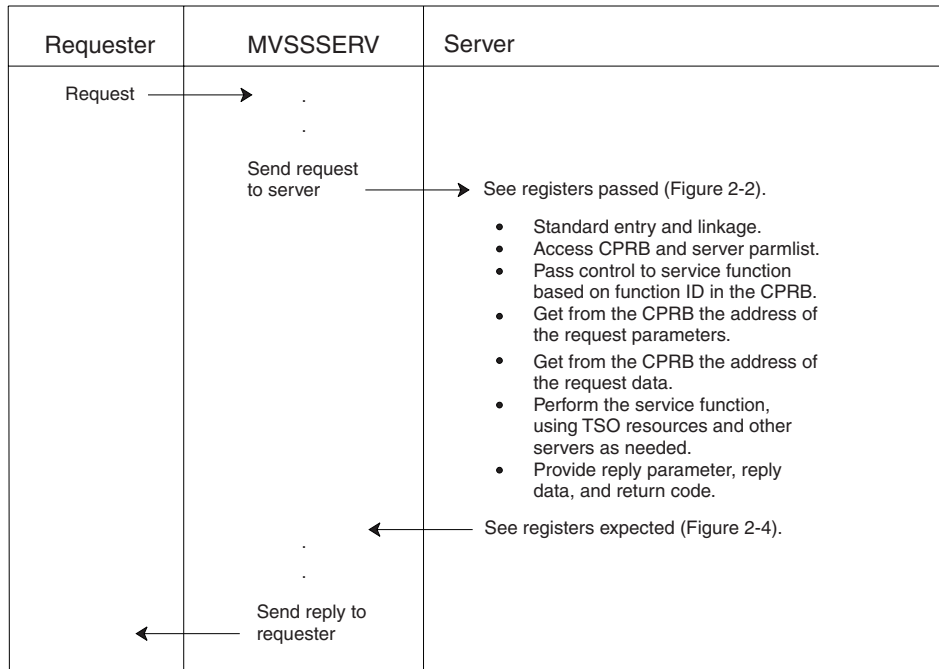 Requester MVSSSERV Server
Request
.
.
Send request
to server
See registers passed (Figure 2-2).
• Standard entry and linkage.
• Access CPRB and server parmlist.
• Pass control to service function
based on function ID in the CPRB.
• Get from the CPRB the address of
the request parameters.
• Get from the CPRB the address of
the request data.
• Perform the service function,
using TSO resources and other
servers as needed.
• Provide reply parameter, reply
data, and return code.
See registers expected (Figure 2-4).
.
.
Send reply to
requester